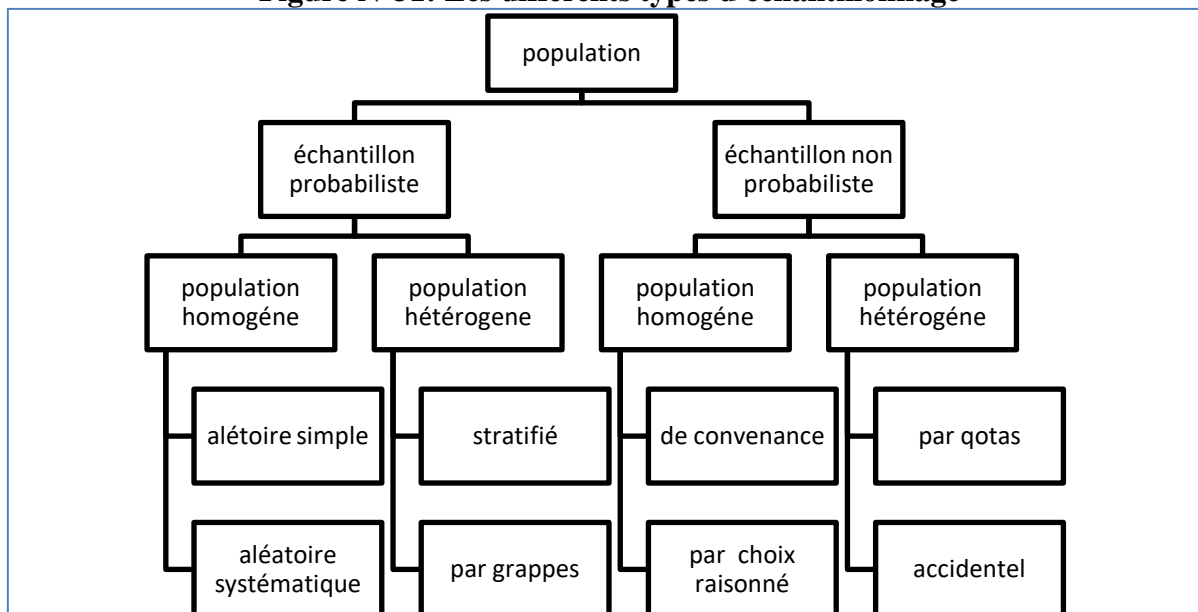 population
échantillon
probabiliste
échantillon non
probabiliste
population
homogéne
population
hétérogene
population
homogéne
population
hétérogéne
alétoire simple
stratifié
de convenance
par qotas
aléatoire
systématique
par grappes
par choix
raisonné
accidentel